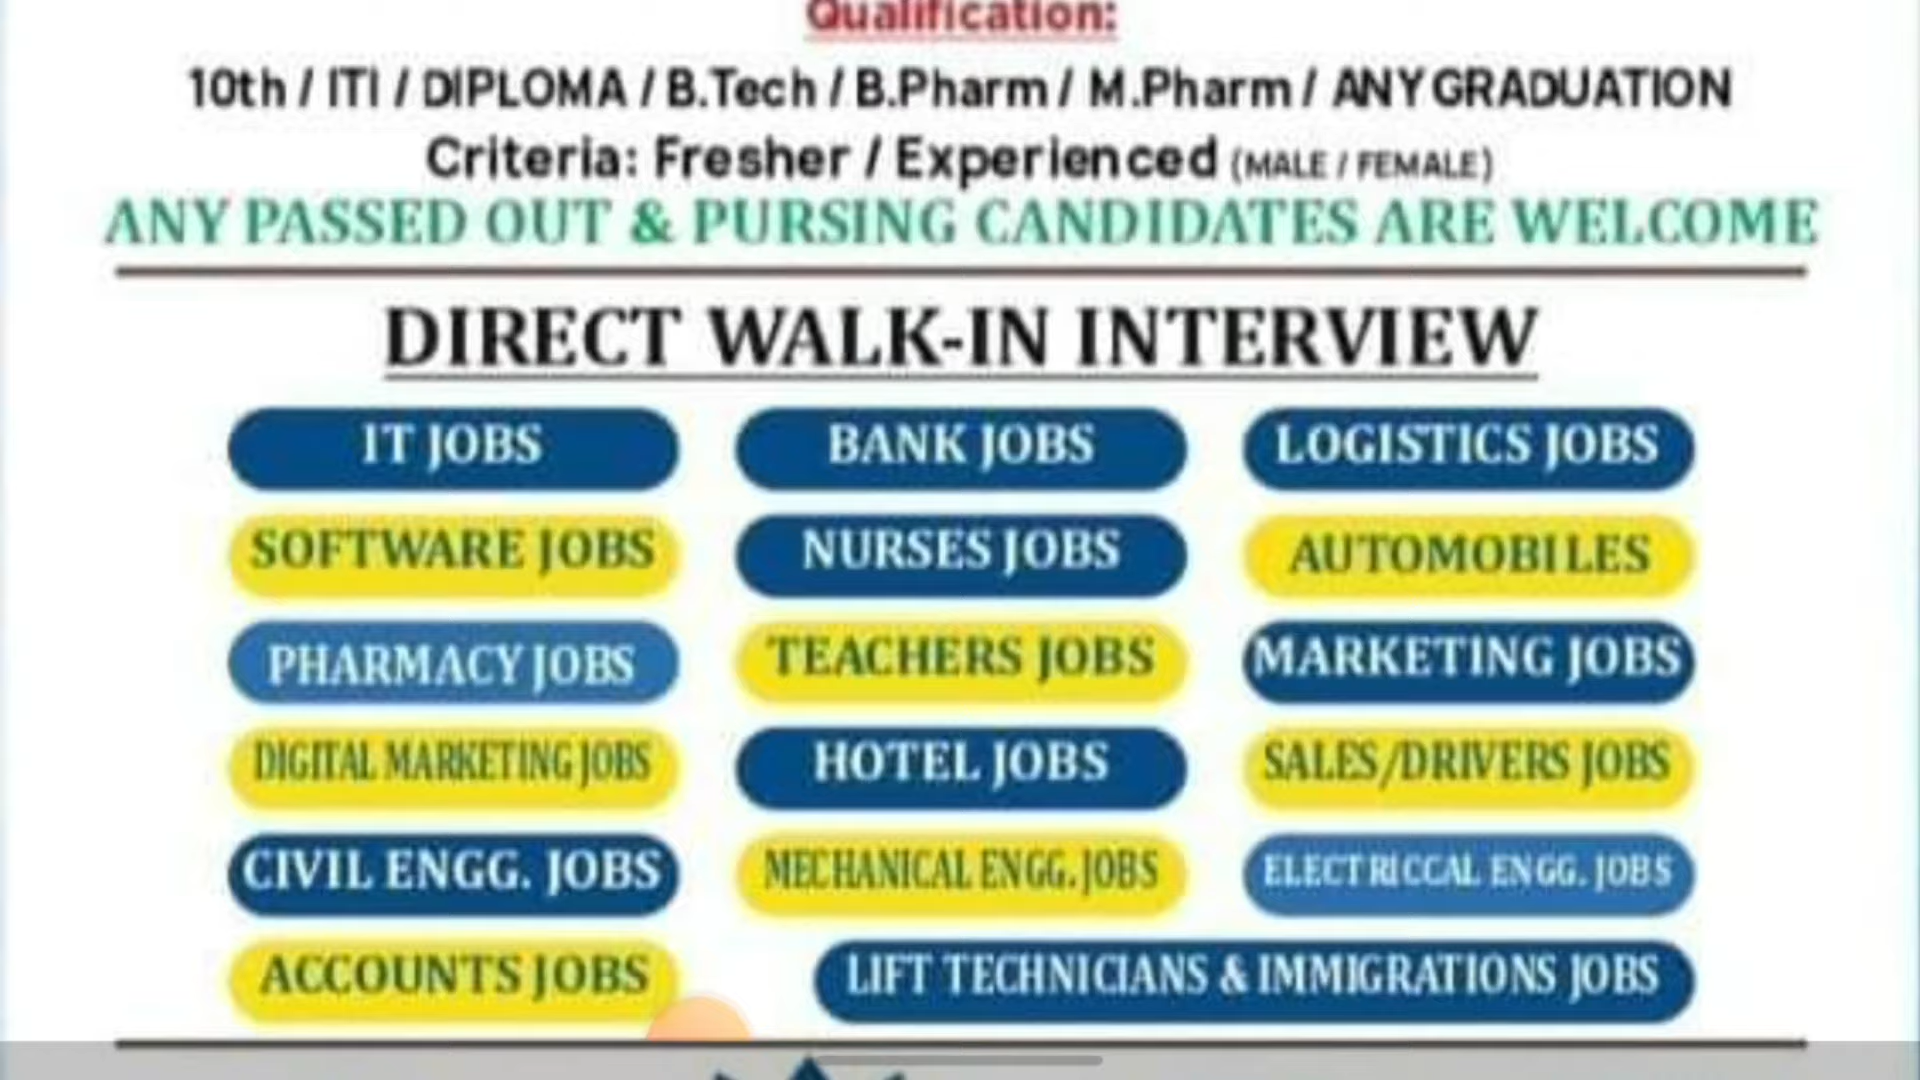 Qualification:
10th / ITI / DIPLOMA / B.Tech / B.Pharm / M.Pharm / ANY GRADUATION
Criteria: Fresher / Experienced (MALE / FEMALE)
ANY PASSED OUT & PURSING CANDIDATES ARE WELCOME
DIRECT WALK-IN INTERVIEW
IT JOBS BANK JOBS LOGISTICS JOBS
SOFTWARE JOBS NURSES JOBS AUTOMOBILES
PHARMACY JOBS TEACHERS JOBS MARKETING JOBS
DIGITAL MARKETING JOBS HOTEL JOBS SALES/DRIVERS JOBS
CIVIL ENGG. JOBS MECHANICAL ENGG. JOBS ELECTRICCAL ENGG. JOBS
ACCOUNTS JOBS LIFT TECHNICIANS & IMMIGRATIONS JOBS